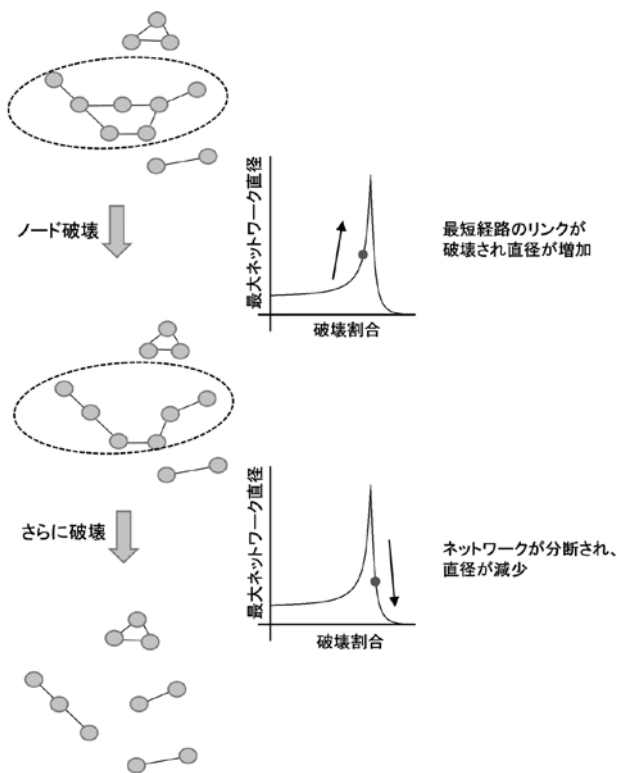 ノード破壊
最大ネットワーク直径
破壊割合
最短経路のリンクが
破壊され直径が増加
さらに破壊
最大ネットワーク直径
破壊割合
ネットワークが分断され、
直径が減少